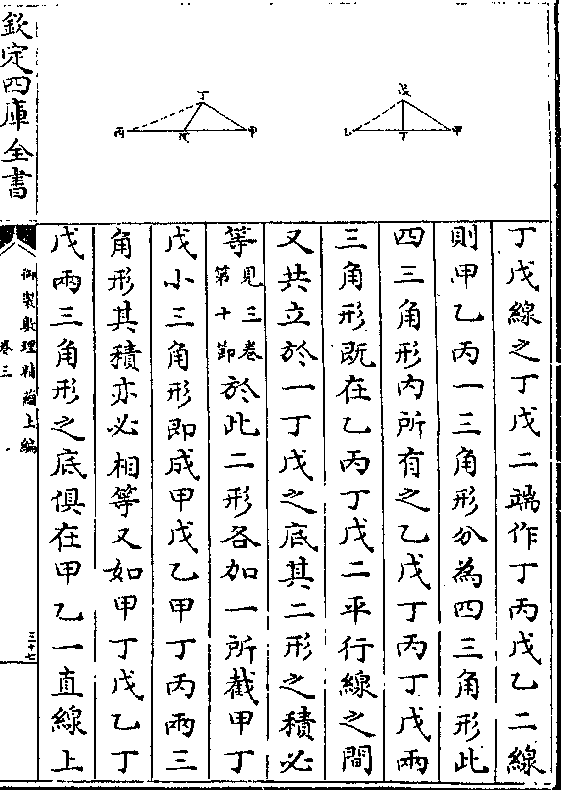 丁戊線之丁戊二端作丁丙戊乙二線
則甲乙丙一三角形分為四三角形此
四三角形内所有之乙戊丁丙丁戊兩
三角形既在乙丙丁戊二平行線之間
又共立於一丁戊之底其二形之積必
等見三卷第十節於此二形各加一所截甲丁
戊小三角形即成甲戊乙甲丁丙兩三
角形其積亦必相等又如甲丁戊乙丁
戊兩三角形之底俱在甲乙一直線上
欽定四庫全書
御製數理精蘊上編
卷三
三十七
戊
乙
丁
甲
丁
丙
戊
甲